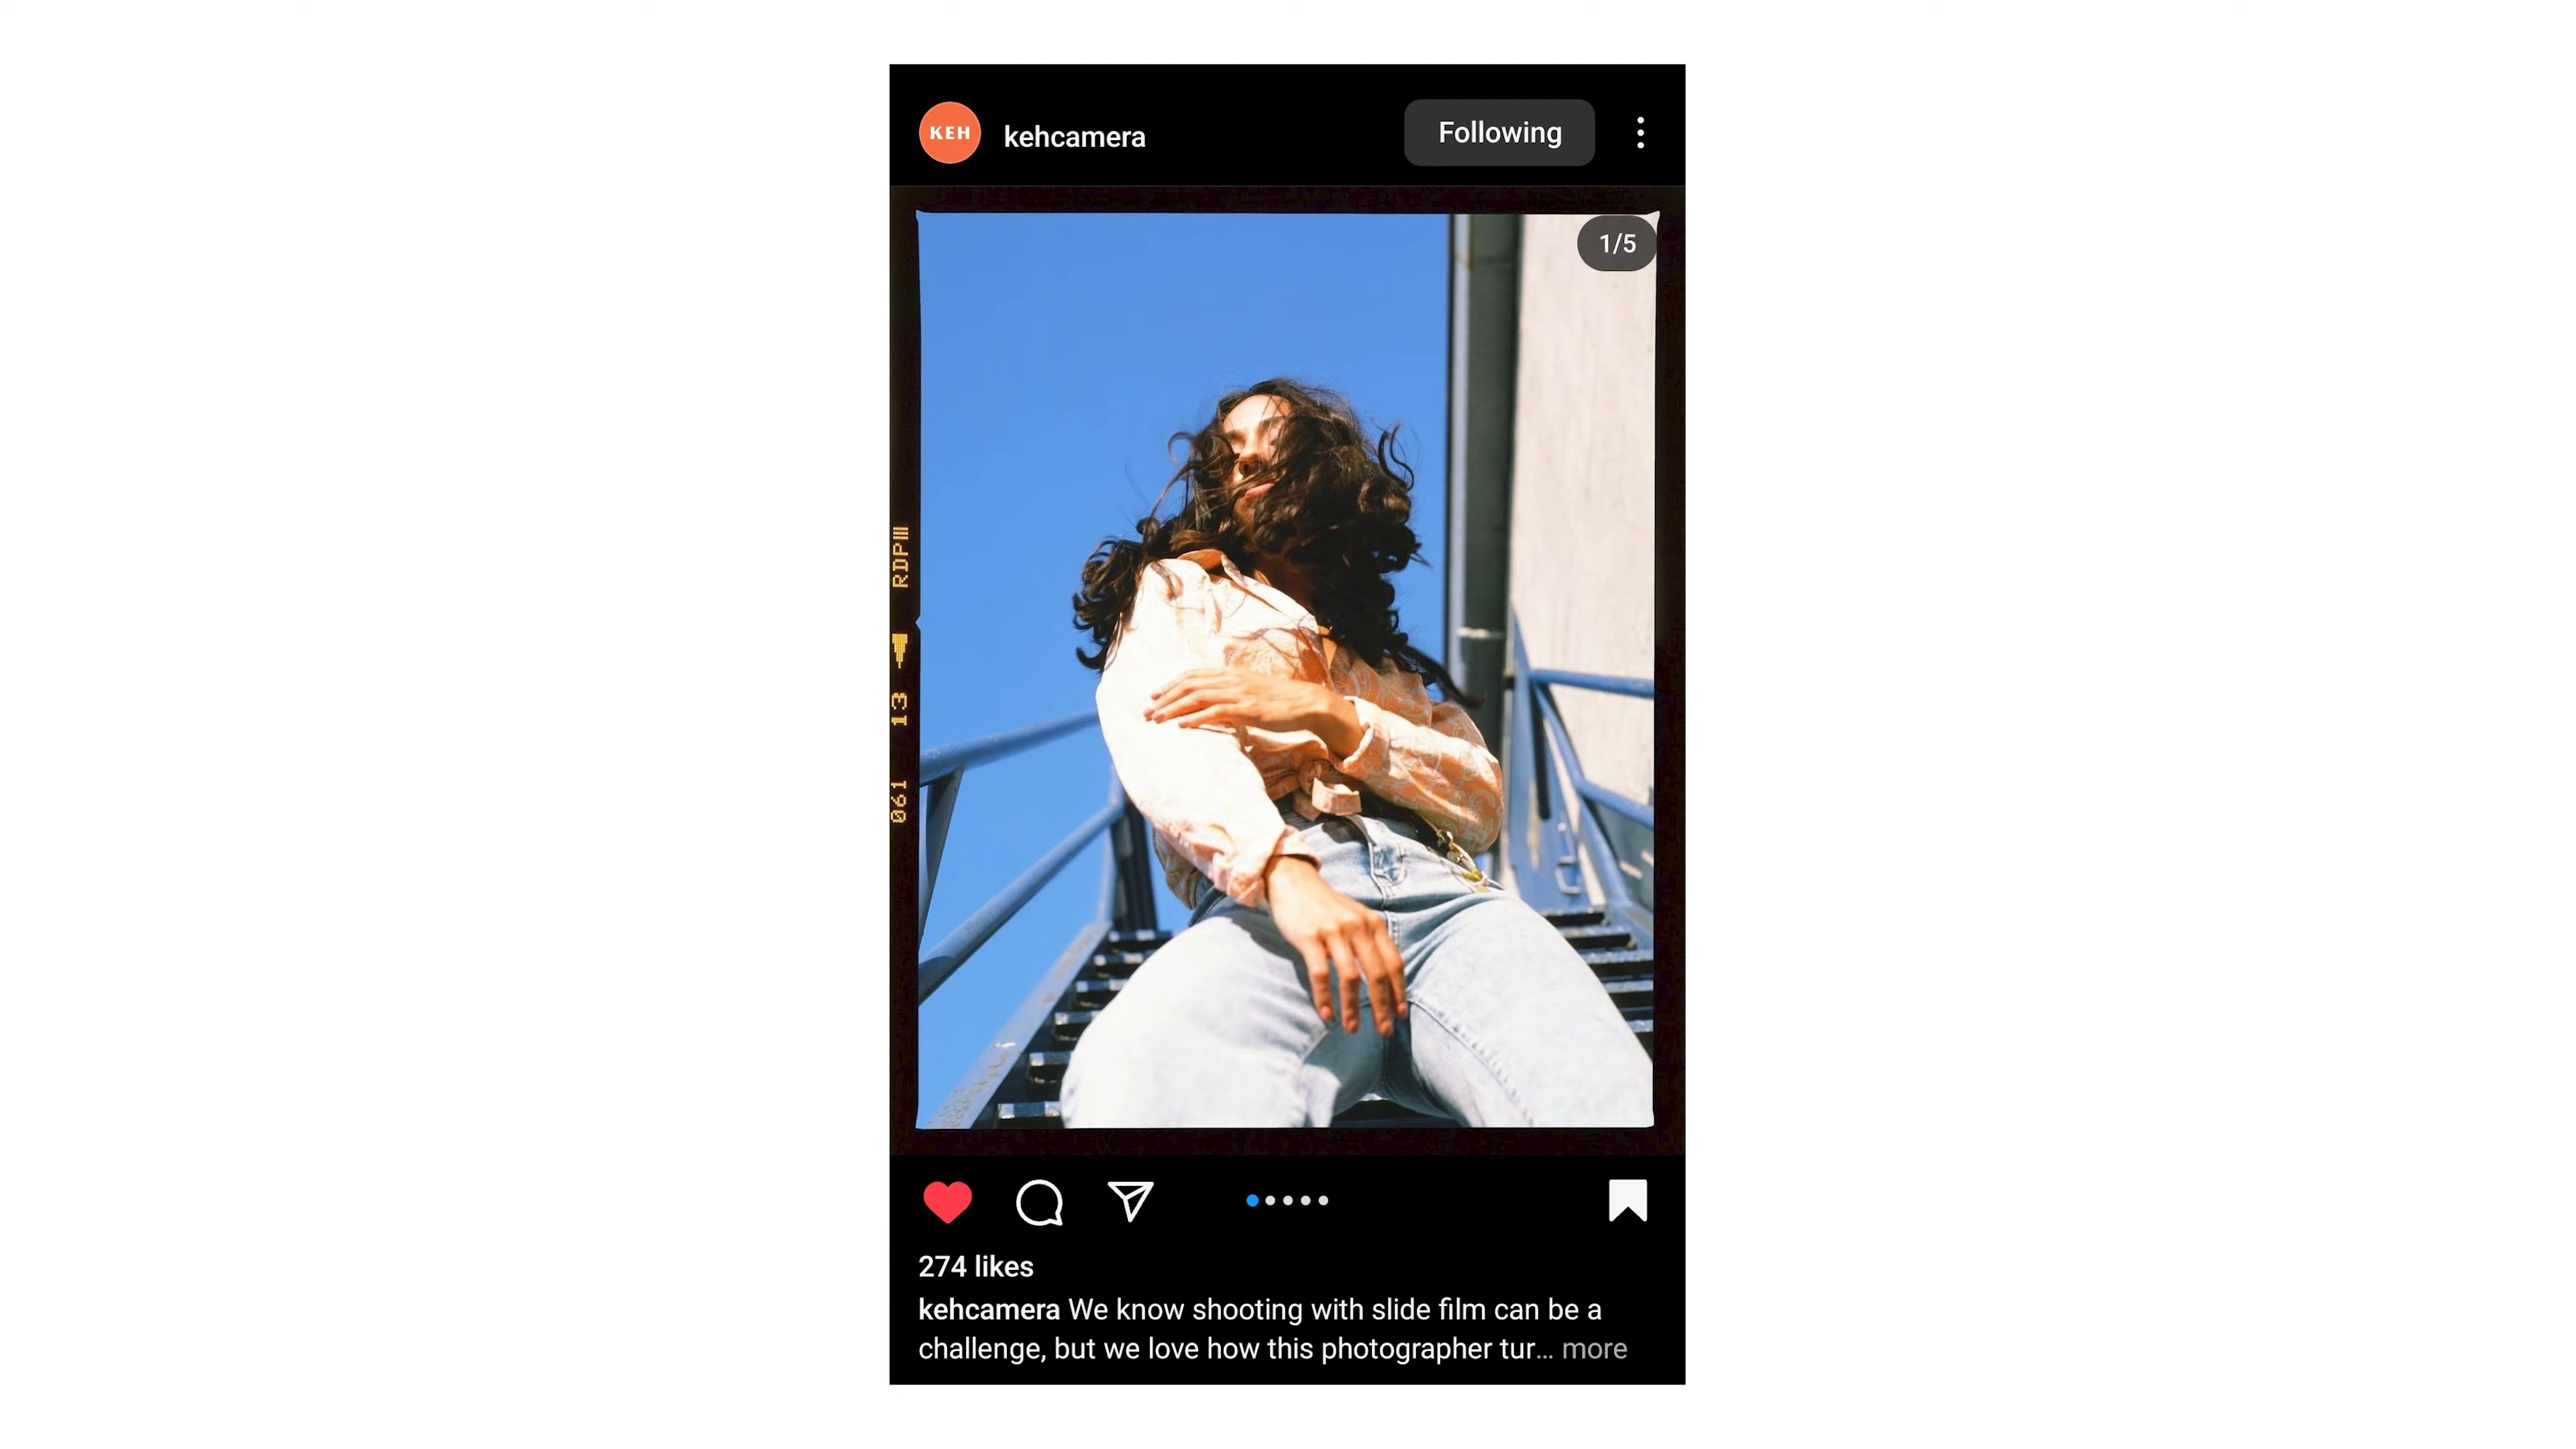 KEH
kehcamera
Following
1/5
RDPIII
13
061
274 likes
kehcamera We know shooting with slide film can be a
challenge, but we love how this photographer tur... more